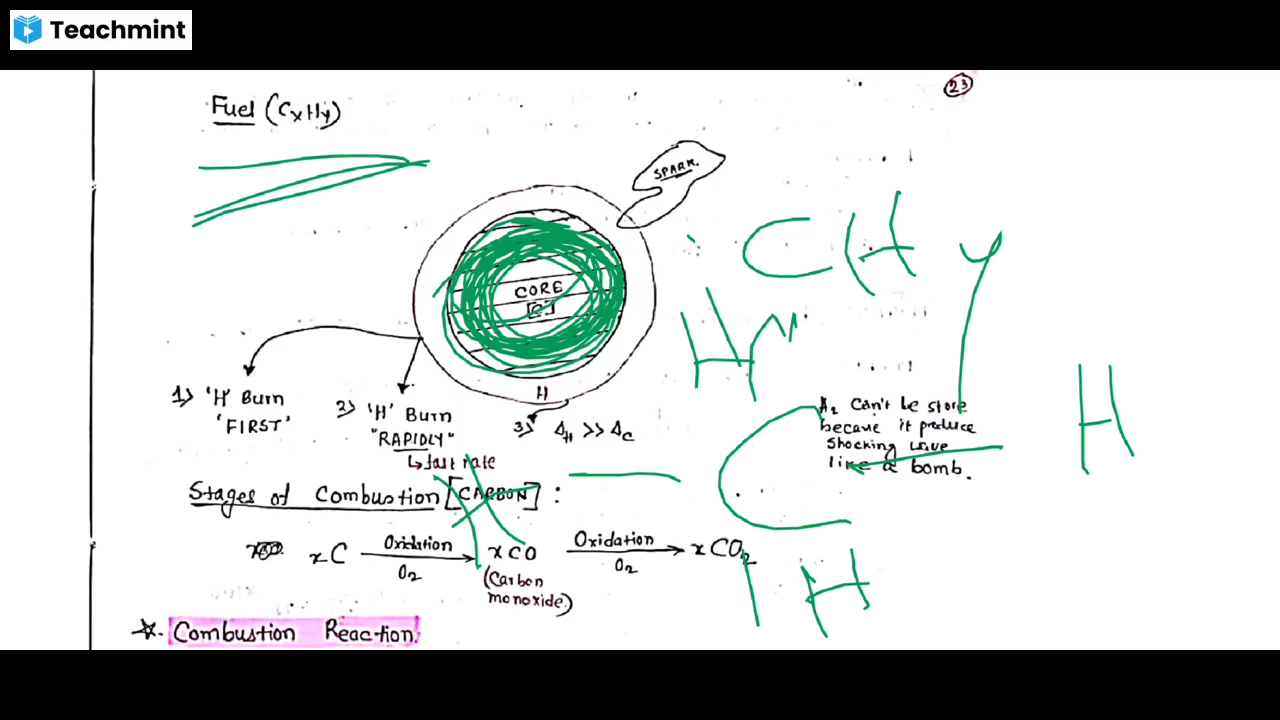 Teachmint
23
Fuel (CxHy)
SPARK.
CORE
[C]
H
1) 'H' Burn
'FIRST'
2) 'H' Burn
"RAPIDLY"
↳ fast rate
3) ΔH >> ΔC
H₂ can't be store
because it produce
shocking wave
like a bomb.
CH y
H
C
H
H
Stages of Combustion [CARBON] :
xC Oxidation O₂ → xCO Oxidation O₂ → xCO₂
(Carbon
monoxide)
☆. Combustion Reaction.